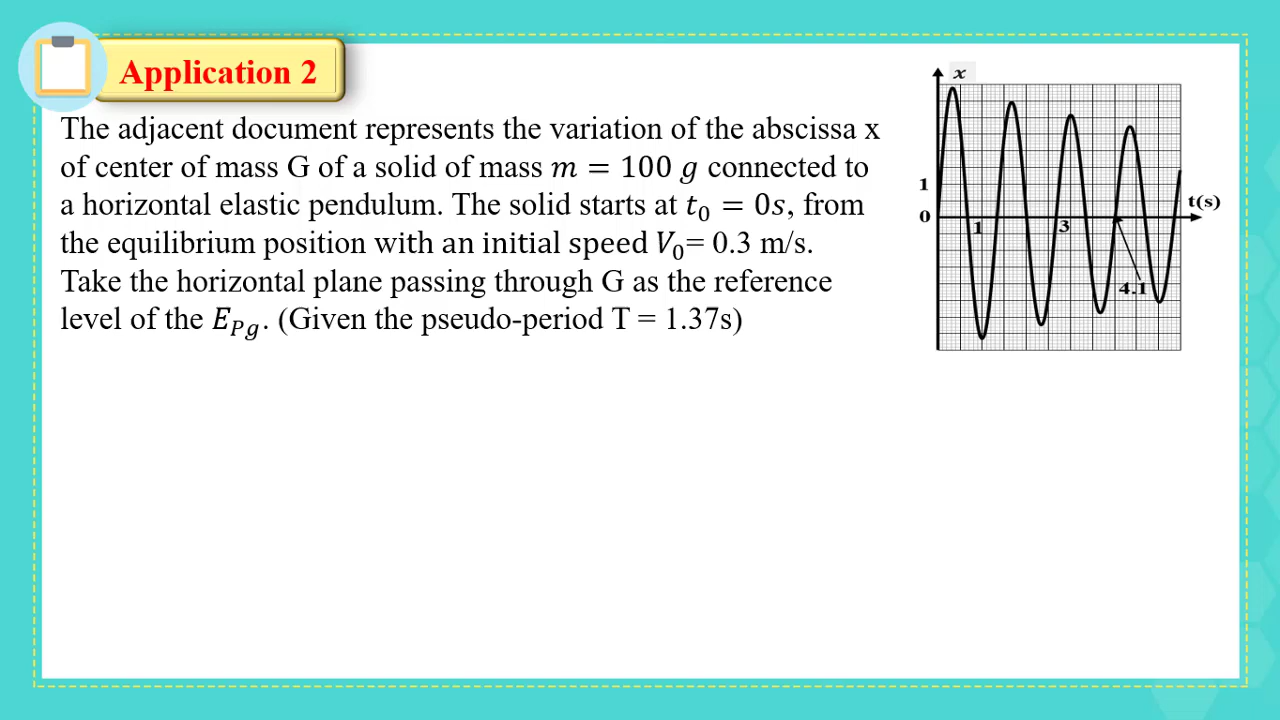 Application 2
The adjacent document represents the variation of the abscissa x
of center of mass G of a solid of mass 𝑚 = 100 𝑔 connected to
a horizontal elastic pendulum. The solid starts at 𝑡₀ = 0𝑠, from
the equilibrium position with an initial speed 𝑉₀= 0.3 m/s.
Take the horizontal plane passing through G as the reference
level of the 𝐸𝑃𝑔. (Given the pseudo-period T = 1.37s)
x
1
0
1
3
4.1
t(s)